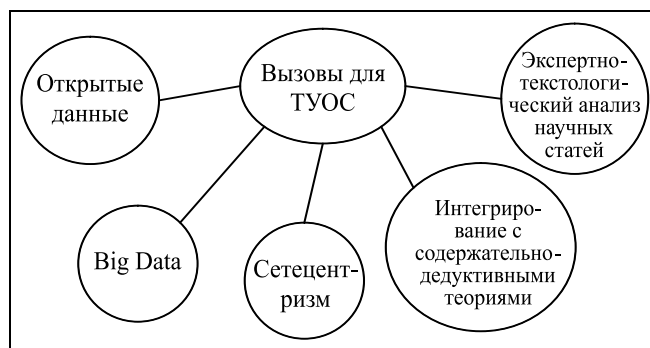 Открытые
данные
Вызовы для
ТУОС
Экспертно-
текстологи-
ческий анализ
научных
статей
Big Data
Сетецент-
ризм
Интегриро-
вание с
содержательно-
дедуктивными
теориями